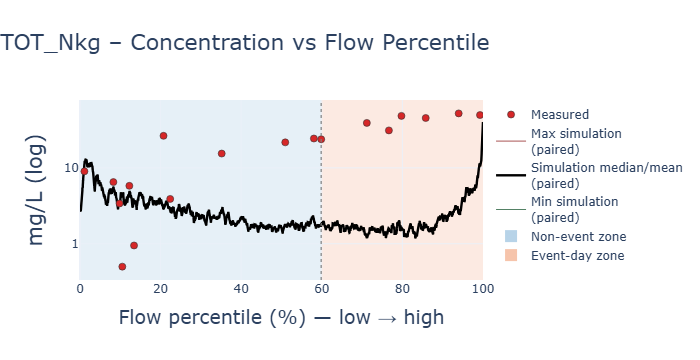 TOT_Nkg – Concentration vs Flow Percentile
mg/L (log)
10
1
0
20
40
60
80
100
Flow percentile (%) — low → high
Measured
Max simulation
(paired)
Simulation median/mean
(paired)
Min simulation
(paired)
Non-event zone
Event-day zone